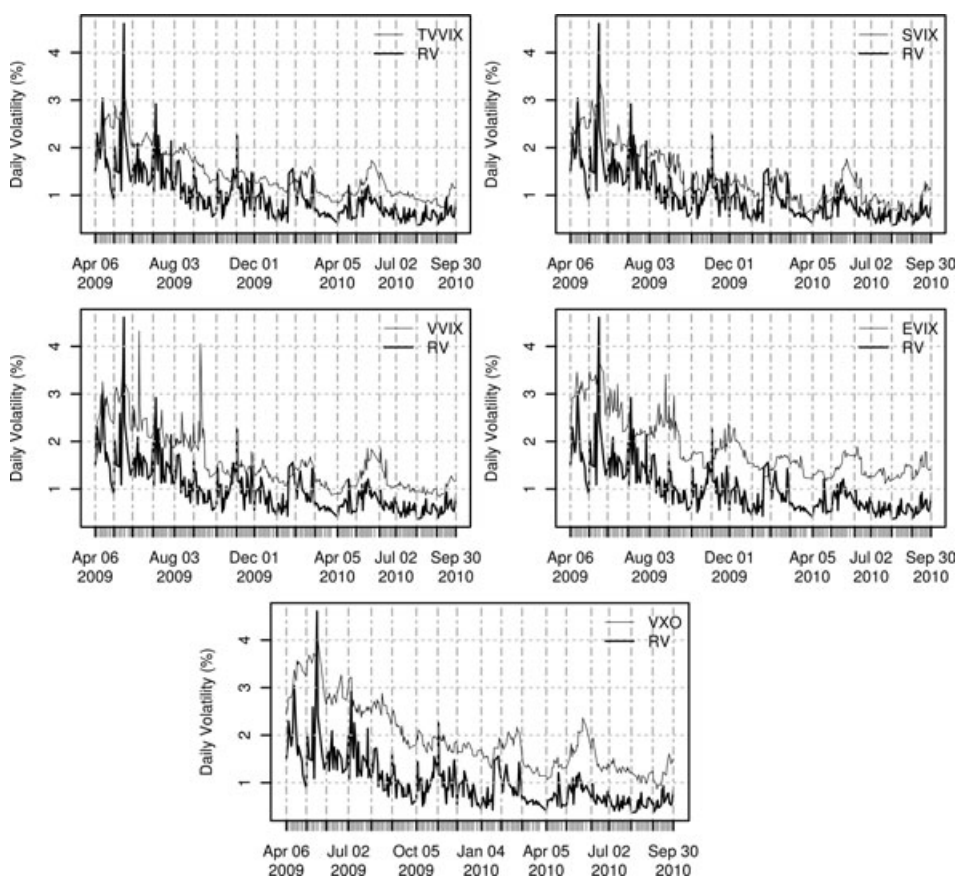 TVVIX
RV
Daily Volatility (%)
4
3
2
1
Apr 06 Aug 03 Dec 01 Apr 05 Jul 02 Sep 30
2009 2009 2009 2010 2010 2010
SVIX
RV
Daily Volatility (%)
4
3
2
1
Apr 06 Aug 03 Dec 01 Apr 05 Jul 02 Sep 30
2009 2009 2009 2010 2010 2010
VVIX
RV
Daily Volatility (%)
4
3
2
1
Apr 06 Aug 03 Dec 01 Apr 05 Jul 02 Sep 30
2009 2009 2009 2010 2010 2010
EVIX
RV
Daily Volatility (%)
4
3
2
1
Apr 06 Aug 03 Dec 01 Apr 05 Jul 02 Sep 30
2009 2009 2009 2010 2010 2010
VXO
RV
Daily Volatility (%)
4
3
2
1
Apr 06 Jul 02 Oct 05 Jan 04 Apr 05 Jul 02 Sep 30
2009 2009 2009 2010 2010 2010 2010